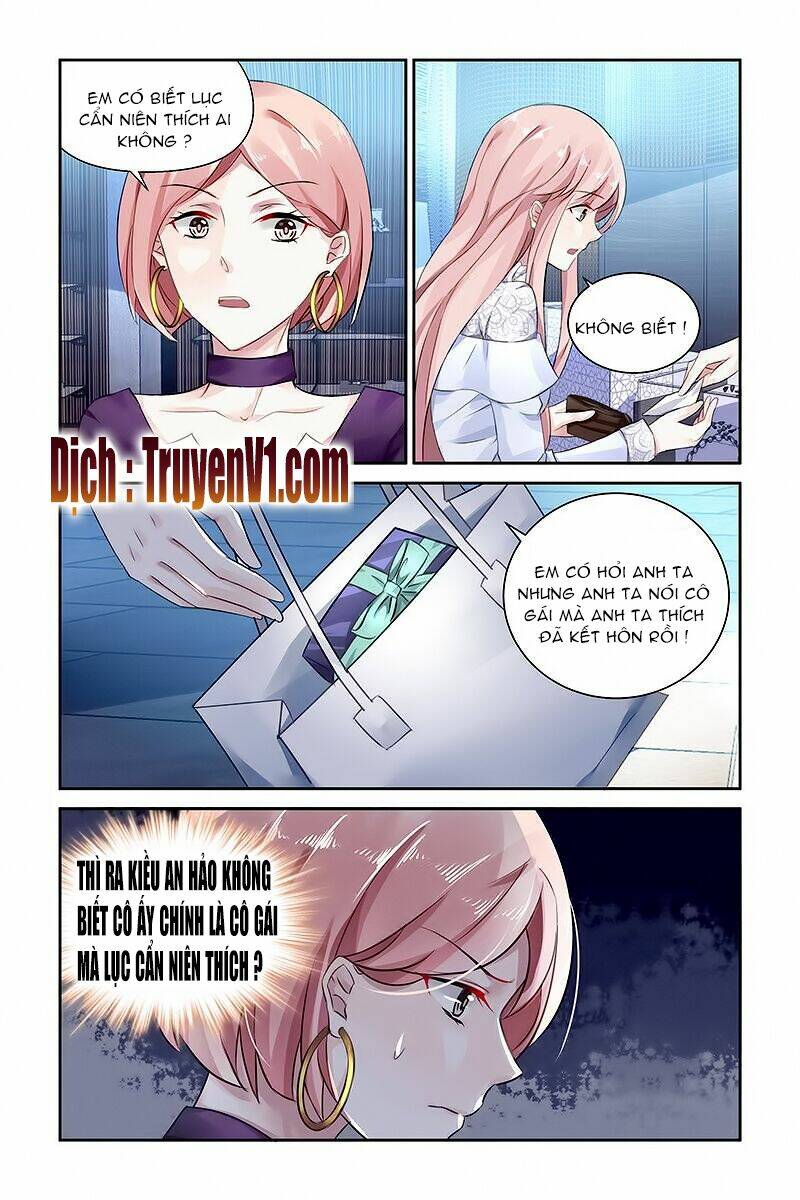 EM CÓ BIẾT LỤC
CẨN NIÊN THÍCH AI
KHÔNG ?
KHÔNG BIẾT !
Dịch : TruyenV1.com
EM CÓ HỎI ANH TA
NHƯNG ANH TA NÓI CÔ
GÁI MÀ ANH TA THÍCH
ĐÃ KẾT HÔN RỒI !
THÌ RA KIỀU AN HẢO KHÔNG
BIẾT CÔ ẤY CHÍNH LÀ CÔ GÁI
MÀ LỤC CẨN NIÊN THÍCH ?